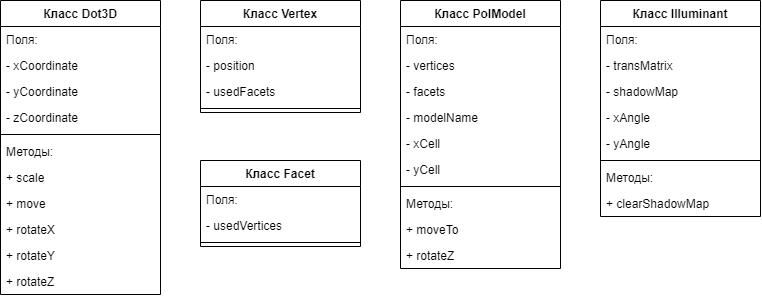 Класс Dot3D
Поля:
- xCoordinate
- yCoordinate
- zCoordinate
Методы:
+ scale
+ move
+ rotateX
+ rotateY
+ rotateZ
Класс Vertex
Поля:
- position
- usedFacets
Класс Facet
Поля:
- usedVertices
Класс PolModel
Поля:
- vertices
- facets
- modelName
- xCell
- yCell
Методы:
+ moveTo
+ rotateZ
Класс Illuminant
Поля:
- transMatrix
- shadowMap
- xAngle
- yAngle
Методы:
+ clearShadowMap